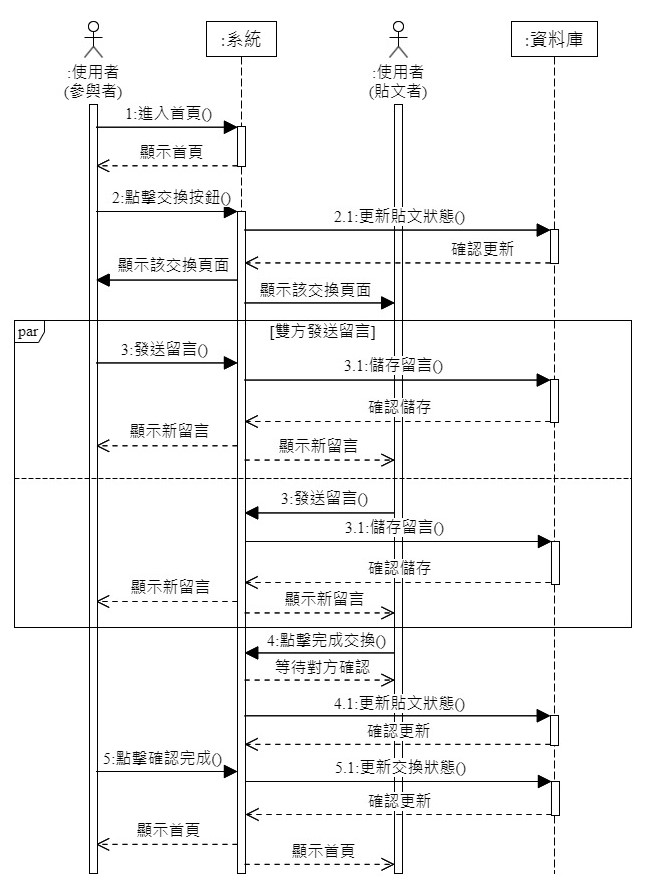 :使用者
(參與者)
:系統
:使用者
(貼文者)
:資料庫
1:進入首頁()
顯示首頁
2:點擊交換按鈕()
2.1:更新貼文狀態()
確認更新
顯示該交換頁面
顯示該交換頁面
par
[雙方發送留言]
3:發送留言()
3.1:儲存留言()
確認儲存
顯示新留言
顯示新留言
3:發送留言()
3.1:儲存留言()
確認儲存
顯示新留言
顯示新留言
4:點擊完成交換()
等待對方確認
4.1:更新貼文狀態()
確認更新
5:點擊確認完成()
5.1:更新交換狀態()
確認更新
顯示首頁
顯示首頁